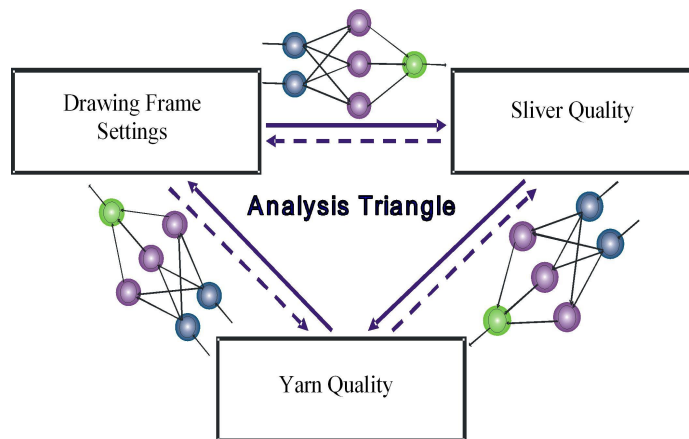 Drawing Frame
Settings
Sliver Quality
Analysis Triangle
Yarn Quality